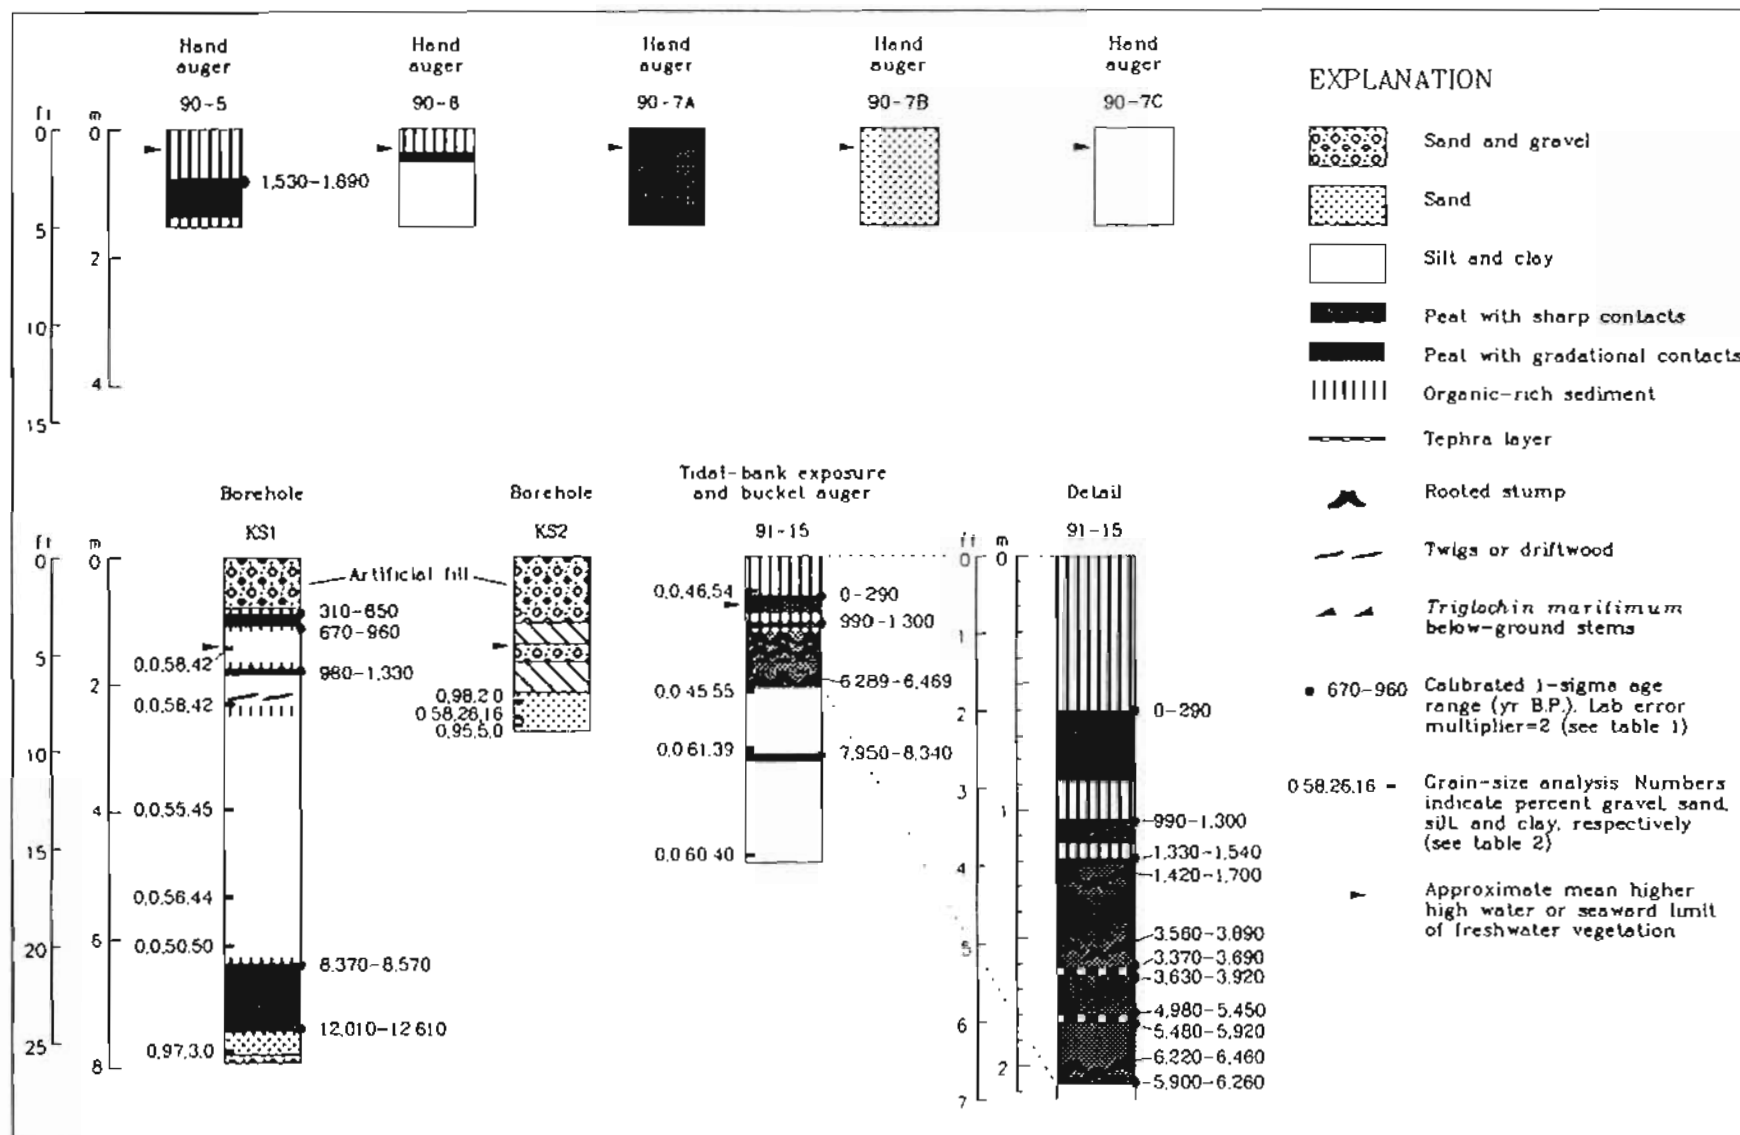 Hand auger
90-5
Hand auger
90-6
Hand auger
90-7A
Hand auger
90-7B
Hand auger
90-7C
ft
m
0
5
10
15
0
2
4
1,530-1,890
Borehole
KS1
Borehole
KS2
Tidal-bank exposure
and bucket auger
91-15
Detail
91-15
ft
m
0
5
10
15
20
25
0
2
4
6
8
Artificial fill
310-650
670-960
0,0,58,42
980-1,330
0,0,58,42
0,0,55,45
0,0,56,44
0,0,50,50
8,370-8,570
12,010-12 610
0,97,3,0
0,98,2,0
0 58,26,16
0,95,5,0
0,0,46,54
0-290
990-1 300
6 289-6,469
0,0 45,55
0,0 61,39
7,950-8,340
0,0 60 40
ft m
0
1
2
3
4
5
6
7
0
1
2
0-290
990-1,300
1,330-1,540
1,420-1,700
3,560-3,890
3,370-3,690
3,630-3,920
4,980-5,450
5,480-5,920
6,220-6,460
5,900-6,260
EXPLANATION
Sand and gravel
Sand
Silt and clay
Peat with sharp contacts
Peat with gradational contacts
Organic-rich sediment
Tephra layer
Rooted stump
Twigs or driftwood
Triglochin maritimum
below-ground stems
670-960 Calibrated 1-sigma age
range (yr B.P.). Lab error
multiplier=2 (see table 1)
0 58,26,16 Grain-size analysis Numbers
indicate percent gravel, sand,
silt, and clay, respectively
(see table 2)
Approximate mean higher
high water or seaward limit
of freshwater vegetation